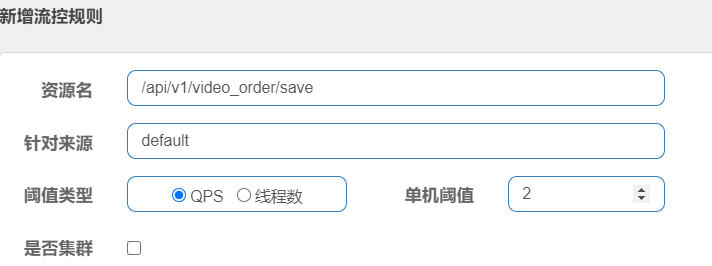 新增流控规则
资源名 /api/v1/video_order/save
针对来源 default
阈值类型 QPS 线程数 单机阈值 2
是否集群